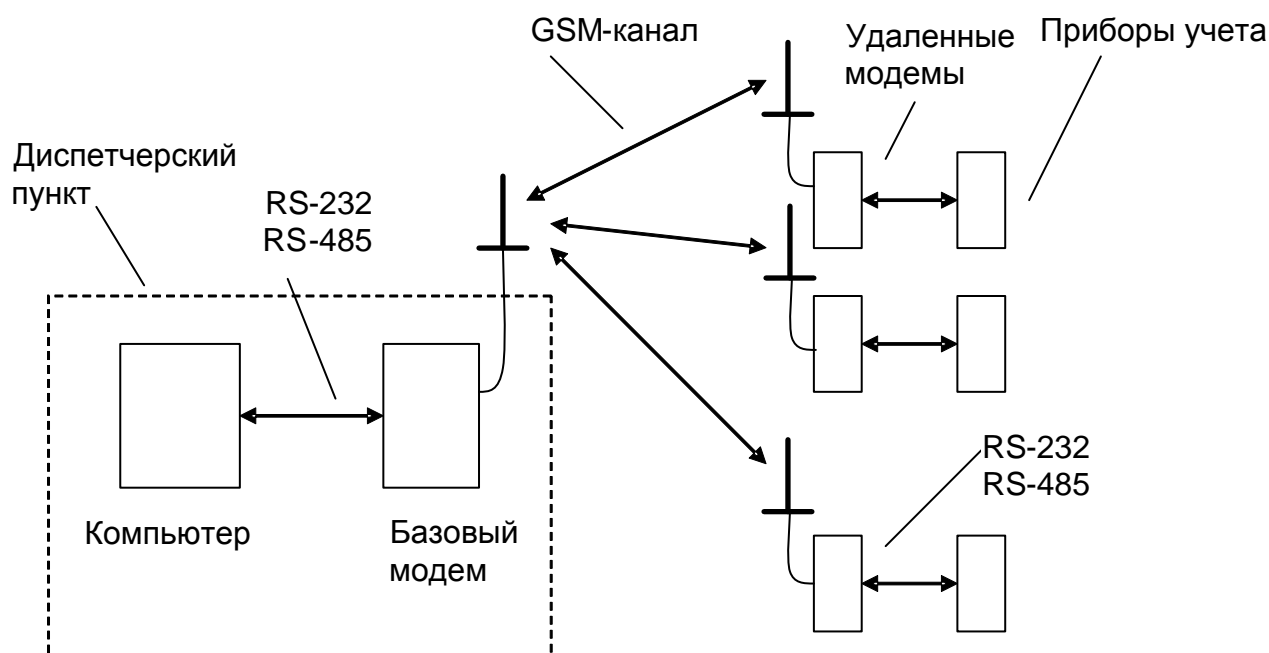 GSM-канал
Удаленные
модемы
Приборы учета
Диспетчерский
пункт
RS-232
RS-485
RS-232
RS-485
Компьютер
Базовый
модем